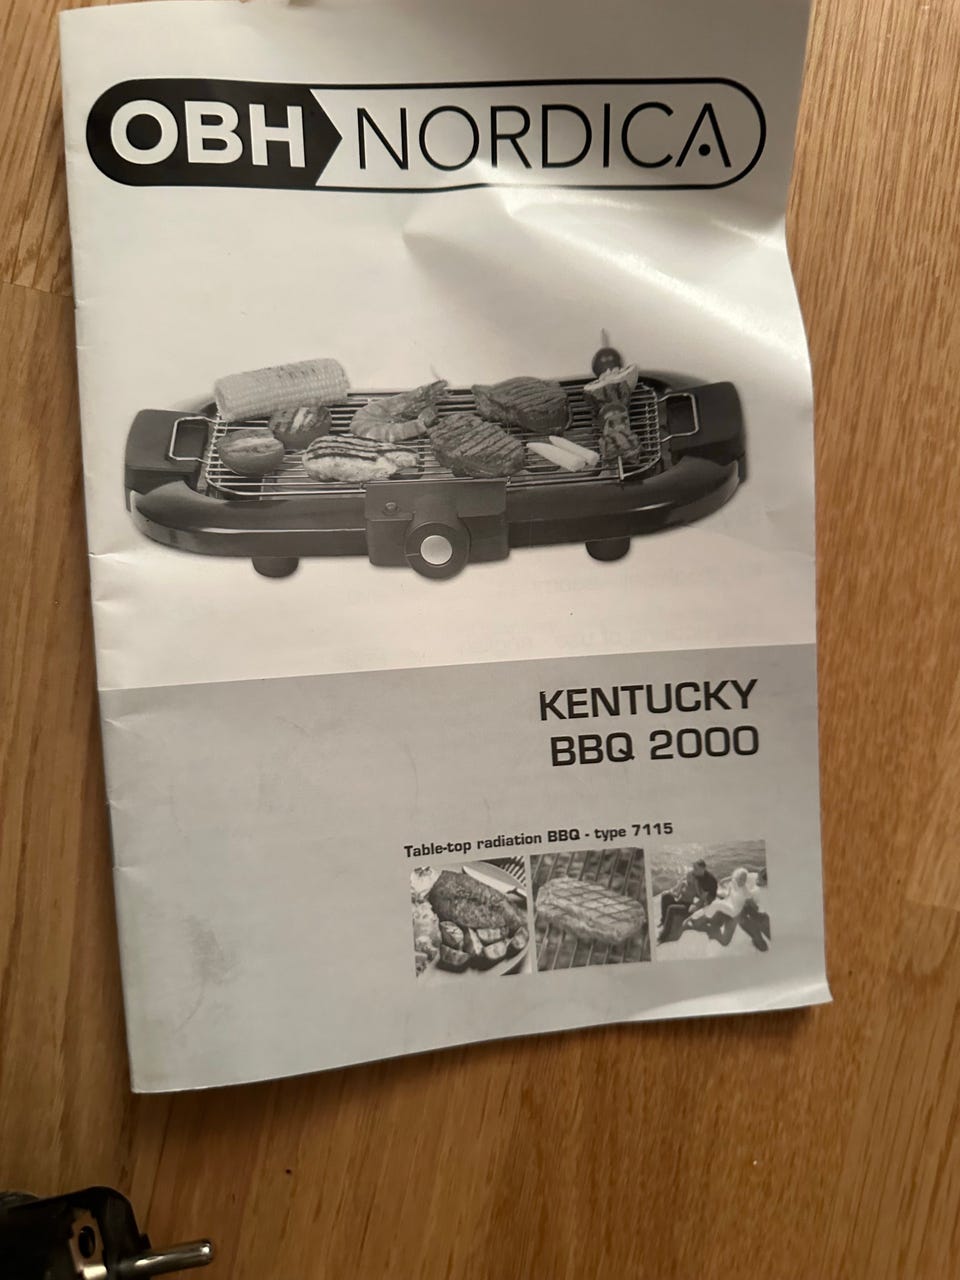 OBH NORDICA
KENTUCKY
BBQ 2000
Table-top radiation BBQ - type 7115